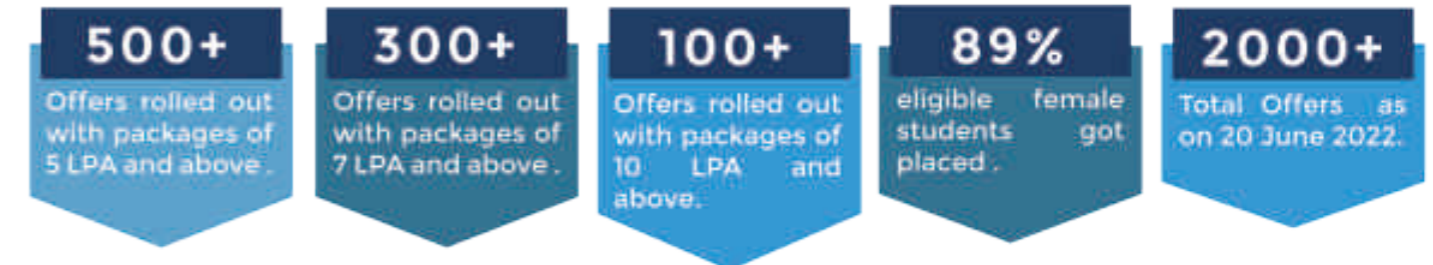 500+
Offers rolled out
with packages of
5 LPA and above .
300+
Offers rolled out
with packages of
7 LPA and above .
100+
Offers rolled out
with packages of
10 LPA and
above.
89%
eligible female
students got
placed .
2000+
Total Offers as
on 20 June 2022.